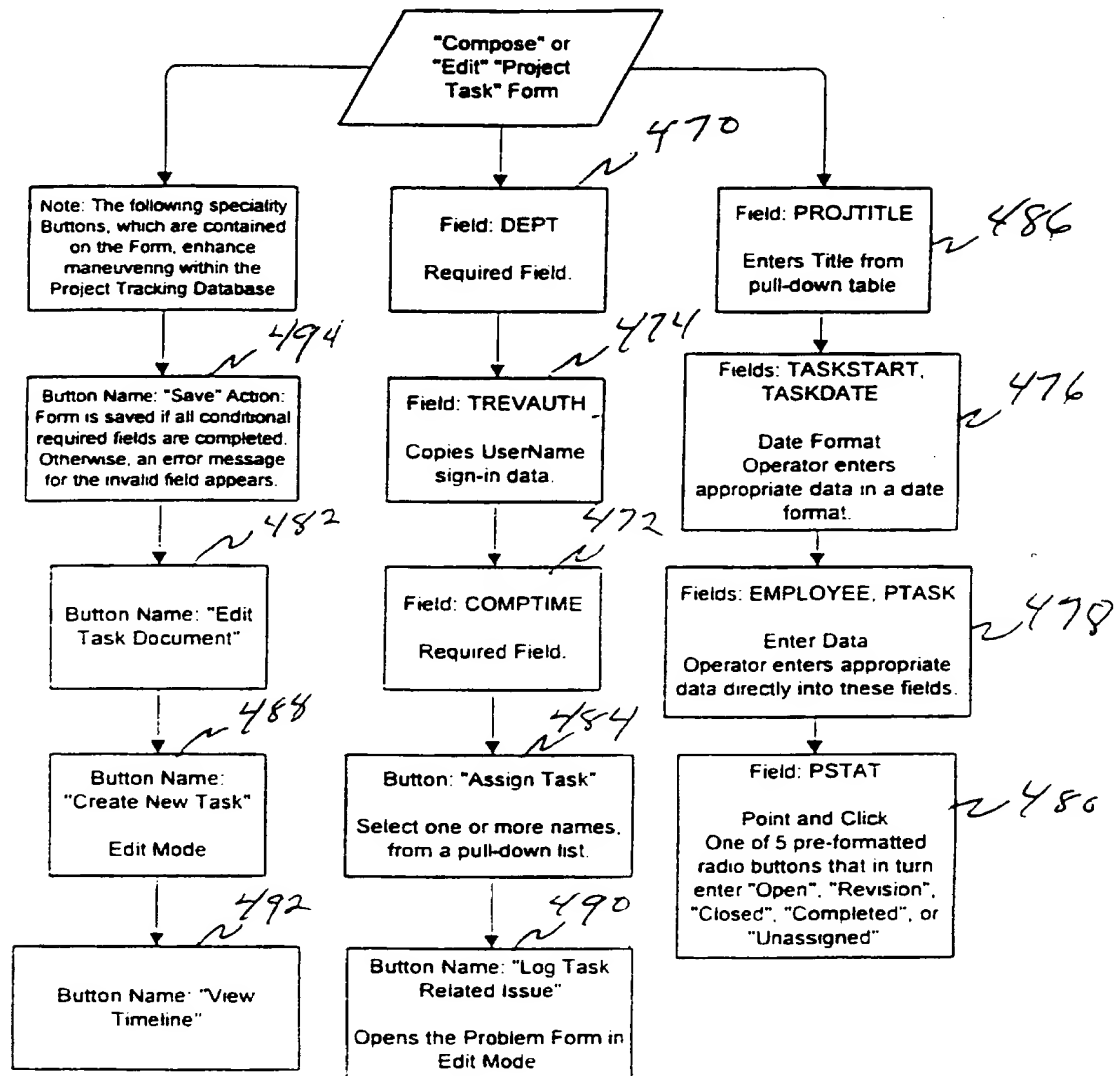 "Compose" or
"Edit" "Project
Task" Form
Note: The following speciality
Buttons, which are contained
on the Form, enhance
maneuvering within the
Project Tracking Database
494
Button Name: "Save" Action:
Form is saved if all conditional
required fields are completed.
Otherwise, an error message
for the invalid field appears.
482
Button Name: "Edit
Task Document"
488
Button Name:
"Create New Task"
Edit Mode
492
Button Name: "View
Timeline"
470
Field: DEPT
Required Field.
474
Field: TREVAUTH
Copies UserName
sign-in data.
472
Field: COMPTIME
Required Field.
484
Button: "Assign Task"
Select one or more names,
from a pull-down list.
490
Button Name: "Log Task
Related Issue"
Opens the Problem Form in
Edit Mode
486
Field: PROJTITLE
Enters Title from
pull-down table
476
Fields: TASKSTART,
TASKDATE
Date Format
Operator enters
appropriate data in a date
format.
478
Fields: EMPLOYEE, PTASK
Enter Data
Operator enters appropriate
data directly into these fields.
480
Field: PSTAT
Point and Click
One of 5 pre-formatted
radio buttons that in turn
enter "Open", "Revision",
"Closed", "Completed", or
"Unassigned"